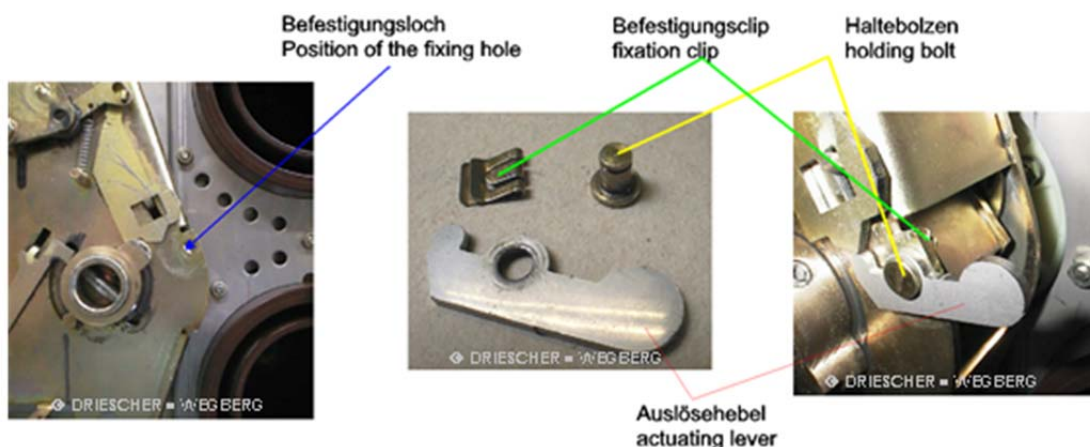 Befestigungsloch
Position of the fixing hole
Befestigungsclip
fixation clip
Haltebolzen
holding bolt
DRIESCHER = WEGBERG
DRIESCHER = WEGBERG
DRIESCHER = WEGBERG
Auslösehebel
actuating lever